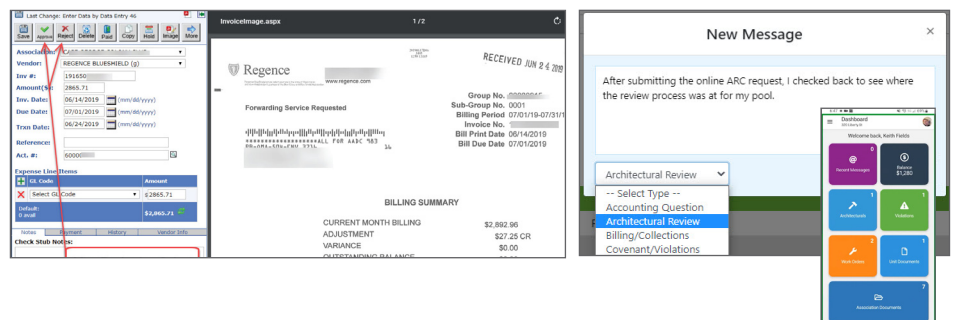 Last Change: Enter Data by Data Entry 46
Save
Approve
Reject
Delete
Paid
Copy
Hold
Image
More
Association:
Vendor:
REGENCE BLUESHIELD (g)
Inv #:
191650
Amount($):
2865.71
Inv. Date:
06/14/2019
(mm/dd/yyyy)
Due Date:
07/01/2019
(mm/dd/yyyy)
Trxn Date:
06/24/2019
(mm/dd/yyyy)
Reference:
Act. #:
60000
Expense Line Items
GL Code
Amount
Select GL Code
£2865.71
Default:
0 avail
$2,865.71
Notes
Payment
History
Vendor Info
Check Stub Notes:
InvoiceImage.aspx
1 / 2
Regence
www.regence.com
RECEIVED JUN 24 2019
Forwarding Service Requested
Group No.
Sub-Group No. 0001
Billing Period 07/01/19-07/31/1
Invoice No.
Bill Print Date 06/14/2019
Bill Due Date 07/01/2019
BILLING SUMMARY
CURRENT MONTH BILLING
$2,892.96
ADJUSTMENT
$27.25 CR
VARIANCE
$0.00
OUTSTANDING BALANCE
New Message
×
After submitting the online ARC request, I checked back to see where
the review process was at for my pool.
Architectural Review
-- Select Type --
Accounting Question
Architectural Review
Billing/Collections
Covenant/Violations
Dashboard
Welcome back, Keith Fields
0
Recent Messages
Balance
$1,280
1
Architecturals
1
Violations
2
Work Orders
1
Unit Documents
7
Association Documents